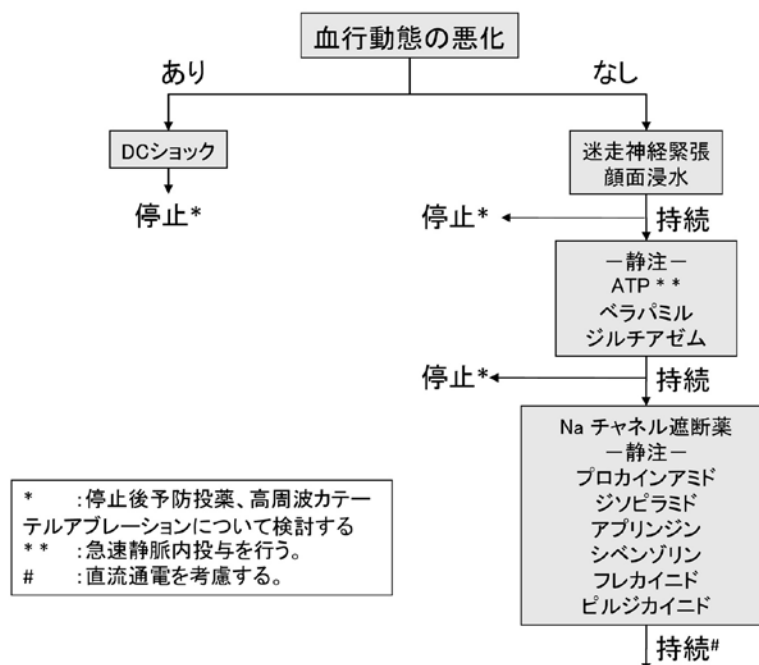 血行動態の悪化
あり
なし
DCショック
迷走神経緊張
顔面浸水
停止*
停止*
持続
－静注－
ATP * *
ベラパミル
ジルチアゼム
停止*
持続
Na チャネル遮断薬
－静注－
プロカインアミド
ジソピラミド
アプリンジン
シベンゾリン
フレカイニド
ピルジカイニド
* :停止後予防投薬、高周波カテー
テルアブレーションについて検討する
* * :急速静脈内投与を行う。
# :直流通電を考慮する。
持続#